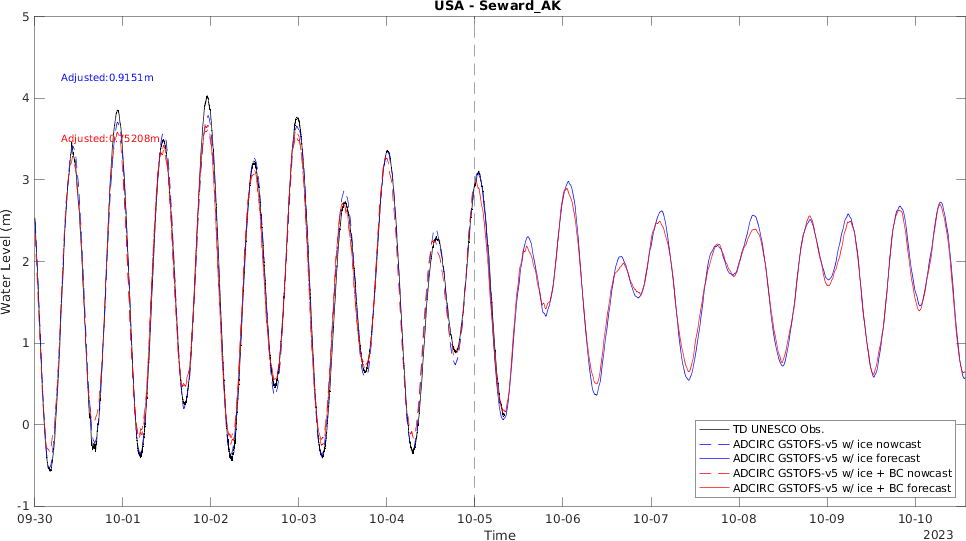 USA - Seward_AK
5
4
3
2
1
0
-1
Water Level (m)
Adjusted:0.9151m
Adjusted:0.75208m
TD UNESCO Obs.
ADCIRC GSTOFS-v5 w/ ice nowcast
ADCIRC GSTOFS-v5 w/ ice forecast
ADCIRC GSTOFS-v5 w/ ice + BC nowcast
ADCIRC GSTOFS-v5 w/ ice + BC forecast
09-30 10-01 10-02 10-03 10-04 10-05 10-06 10-07 10-08 10-09 10-10
Time
2023